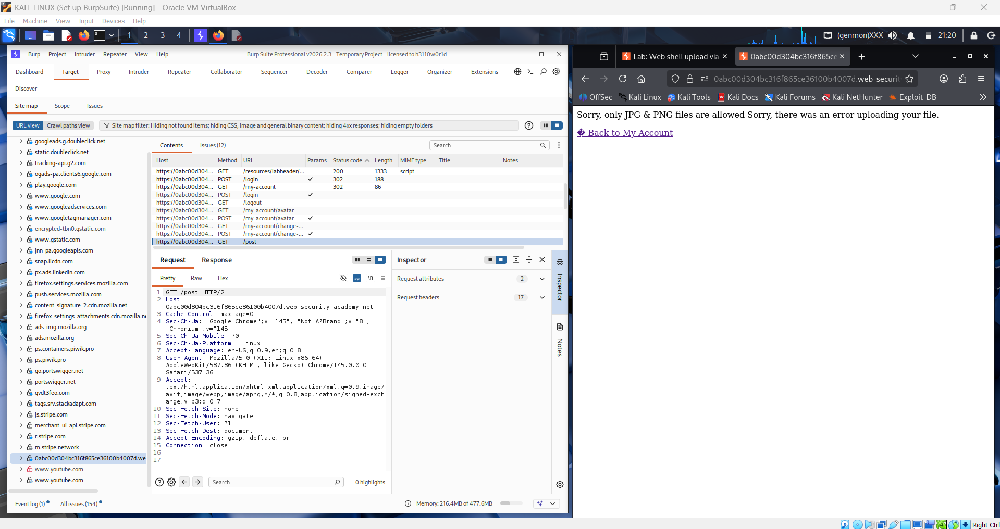 KALI_LINUX (Set up BurpSuite) [Running] - Oracle VM VirtualBox
File Machine View Input Devices Help
1 2 3 4 (genmon)XXX 21:20
Burp Project Intruder Repeater View Help Burp Suite Professional v2026.2.3 - Temporary Project - licensed to h3110w0r1d
Dashboard Target Proxy Intruder Repeater Collaborator Sequencer Decoder Comparer Logger Organizer Extensions
Discover
Site map Scope Issues
URL view Crawl paths view Site map filter: Hiding not found items; hiding CSS, image and general binary content; hiding 4xx responses; hiding empty folders
googleads.g.doubleclick.net
static.doubleclick.net
tracking-api.g2.com
ogads-pa.clients6.google.com
play.google.com
www.google.com
www.googleadservices.com
www.googletagmanager.com
encrypted-tbn0.gstatic.com
www.gstatic.com
jnn-pa.googleapis.com
snap.licdn.com
px.ads.linkedin.com
firefox.settings.services.mozilla.com
push.services.mozilla.com
content-signature-2.cdn.mozilla.net
firefox-settings-attachments.cdn.mozilla.ne
ads-img.mozilla.org
ads.mozilla.org
ps.containers.piwik.pro
ps.piwik.pro
go.portswigger.net
portswigger.net
qvdt3feo.com
tags.srv.stackadapt.com
js.stripe.com
merchant-ui-api.stripe.com
r.stripe.com
m.stripe.network
0abc00d304bc316f865ce36100b4007d.we
www.youtube.com
www.youtube.com
Contents Issues (12) Search
Host Method URL Params Status code Length MIME type Title Notes
https://0abc00d304... GET /resources/labheader/... 200 1333 script
https://0abc00d304... POST /login ✓ 302 188
https://0abc00d304... GET /my-account 302 86
https://0abc00d304... POST /login ✓
https://0abc00d304... GET /logout
https://0abc00d304... GET /my-account/avatar
https://0abc00d304... POST /my-account/avatar ✓
https://0abc00d304... GET /my-account/change-...
https://0abc00d304... POST /my-account/change-... ✓
https://0abc00d304... GET /post
Request Response
Pretty Raw Hex \n
1 GET /post HTTP/2
2 Host:
0abc00d304bc316f865ce36100b4007d.web-security-academy.net
3 Cache-Control: max-age=0
4 Sec-Ch-Ua: "Google Chrome";v="145", "Not=A?Brand";v="8",
"Chromium";v="145"
5 Sec-Ch-Ua-Mobile: ?0
6 Sec-Ch-Ua-Platform: "Linux"
7 Accept-Language: en-US;q=0.9,en;q=0.8
8 User-Agent: Mozilla/5.0 (X11; Linux x86_64)
AppleWebKit/537.36 (KHTML, like Gecko) Chrome/145.0.0.0
Safari/537.36
9 Accept:
text/html,application/xhtml+xml,application/xml;q=0.9,image/
avif,image/webp,image/apng,*/*;q=0.8,application/signed-exch
ange;v=b3;q=0.7
10 Sec-Fetch-Site: none
11 Sec-Fetch-Mode: navigate
12 Sec-Fetch-User: ?1
13 Sec-Fetch-Dest: document
14 Accept-Encoding: gzip, deflate, br
15 Connection: close
16
17
Search 0 highlights
Inspector
Request attributes 2
Request headers 17
Inspector
Notes
Event log (1) All issues (154) Memory: 216.4MB of 477.6MB
Lab: Web shell upload via 0abc00d304bc316f865ce
0abc00d304bc316f865ce36100b4007d.web-securit
OffSec Kali Linux Kali Tools Kali Docs Kali Forums Kali NetHunter Exploit-DB
Sorry, only JPG & PNG files are allowed Sorry, there was an error uploading your file.
� Back to My Account
Right Ctrl